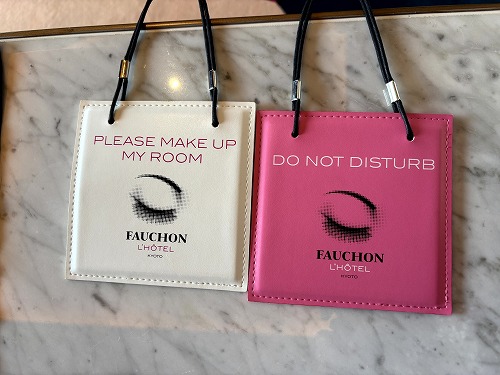 PLEASE MAKE UP
MY ROOM
FAUCHON
L'HÔTEL
KYOTO
DO NOT DISTURB
FAUCHON
L'HÔTEL
KYOTO